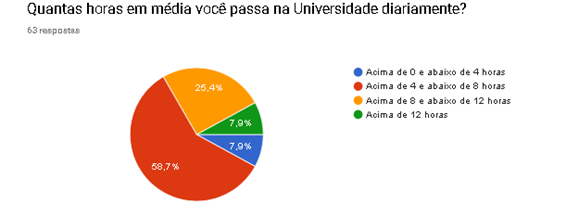 Quantas horas em média você passa na Universidade diariamente?
63 respostas
Acima de 0 e abaixo de 4 horas
Acima de 4 e abaixo de 8 horas
Acima de 8 e abaixo de 12 horas
Acima de 12 horas
25,4%
7,9%
7,9%
58,7%